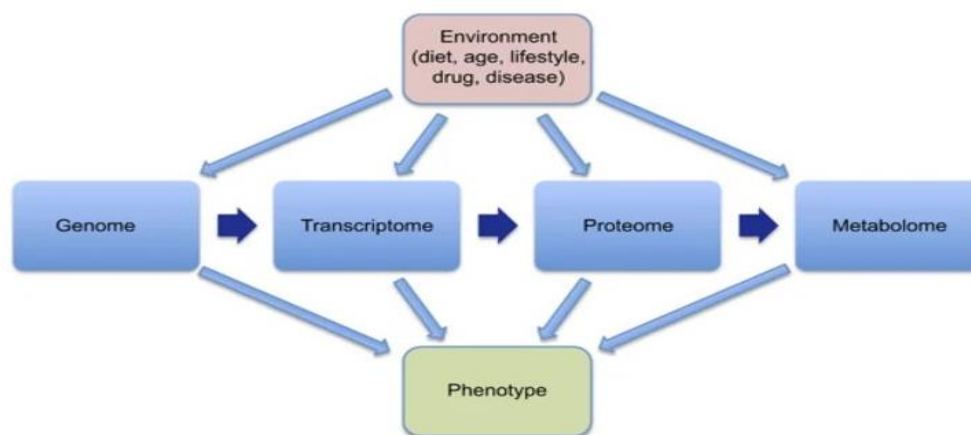 Environment
(diet, age, lifestyle,
drug, disease)
Genome
Transcriptome
Proteome
Metabolome
Phenotype